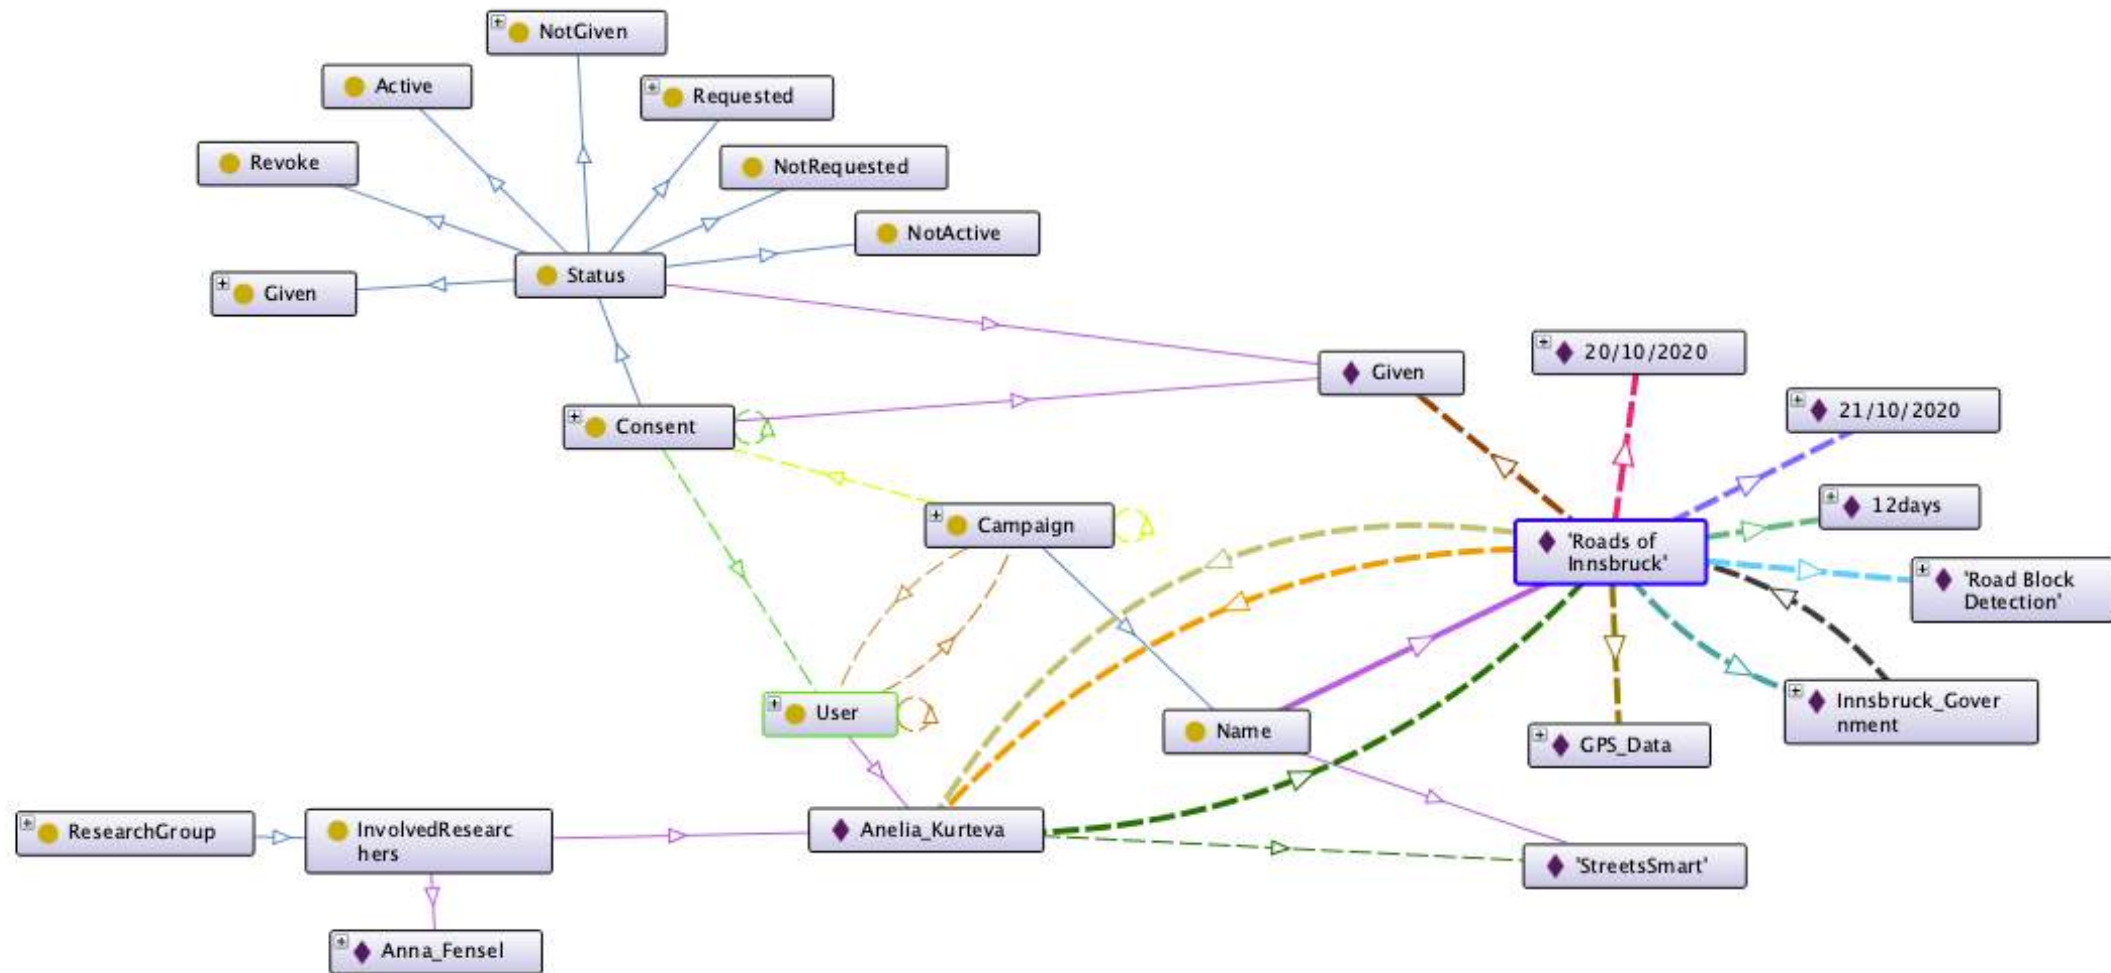 NotGiven
Active
Requested
Revoke
NotRequested
NotActive
Status
Given
Given
20/10/2020
21/10/2020
Consent
12days
Campaign
'Roads of
Innsbruck'
'Road Block
Detection'
User
Name
Innsbruck_Gover
nment
GPS_Data
ResearchGroup
InvolvedResearc
hers
Anelia_Kurteva
'StreetsSmart'
Anna_Fensel